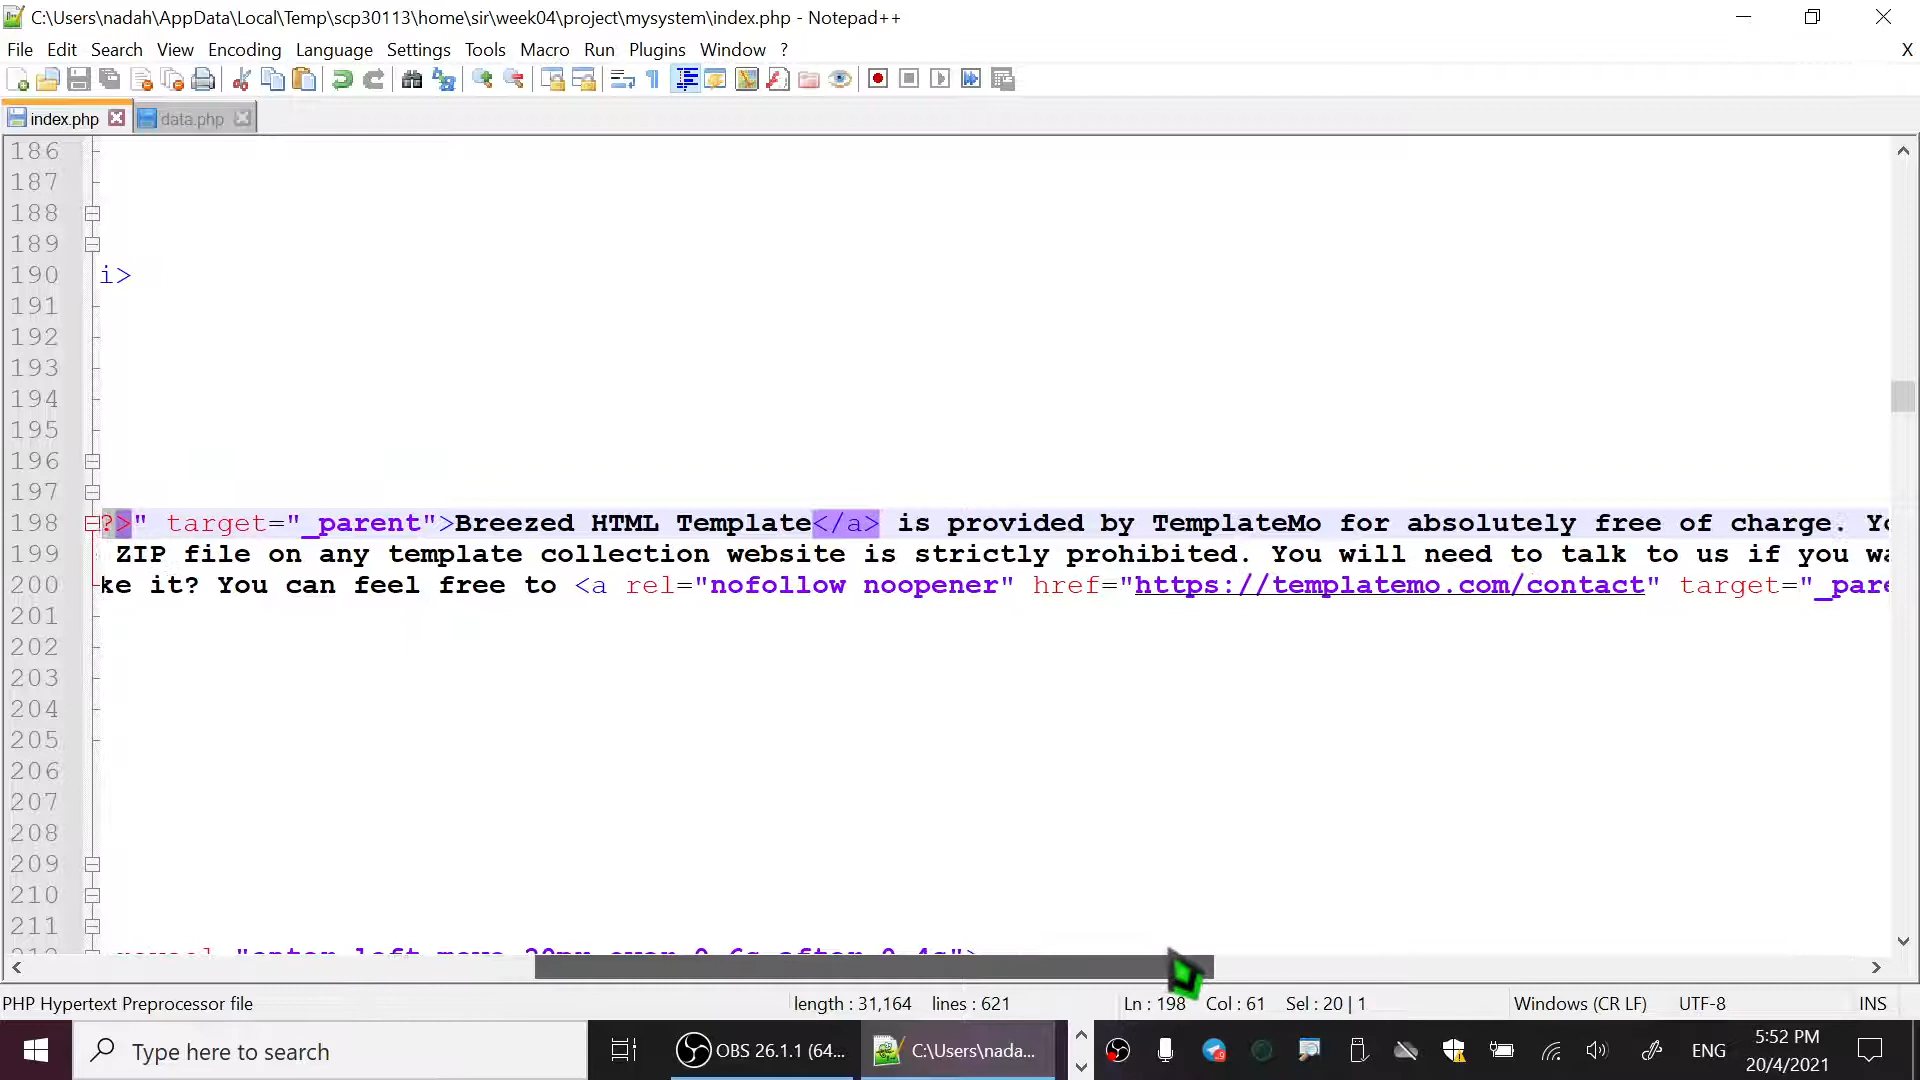 C:\Users\nadah\AppData\Local\Temp\scp30113\home\sir\week04\project\mysystem\index.php - Notepad++
File Edit Search View Encoding Language Settings Tools Macro Run Plugins Window ? X
index.php data.php
186
187
188
189
190 i>
191
192
193
194
195
196
197
198 ?>" target="_parent">Breezed HTML Template</a> is provided by TemplateMo for absolutely free of charge.
199 ZIP file on any template collection website is strictly prohibited. You will need to talk to us if you
200 ke it? You can feel free to <a rel="nofollow noopener" href="https://templatemo.com/contact" target="_pare
201
202
203
204
205
206
207
208
209
210
211
PHP Hypertext Preprocessor file length : 31,164 lines : 621 Ln : 198 Col : 61 Sel : 20 | 1 Windows (CR LF) UTF-8 INS
Type here to search OBS 26.1.1 (64... C:\Users\nada... ENG 5:52 PM
20/4/2021